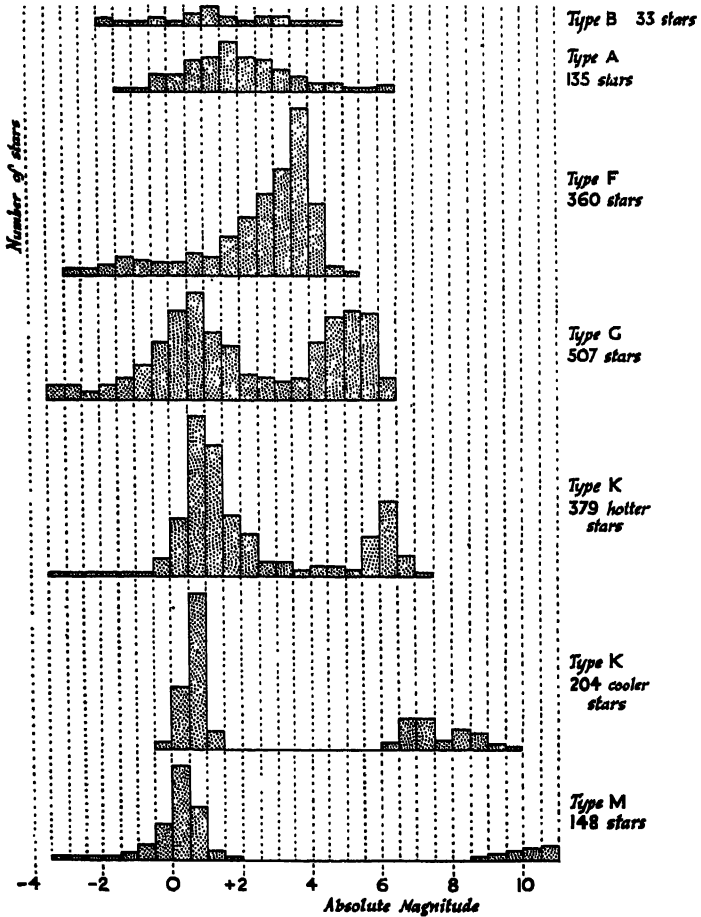 Type B 33 stars
Type A
135 stars
Number of stars
Type F
360 stars
Type G
507 stars
Type K
379 hotter
stars
Type K
204 cooler
stars
Type M
148 stars
-4 -2 0 +2 4 6 8 10
Absolute Magnitude